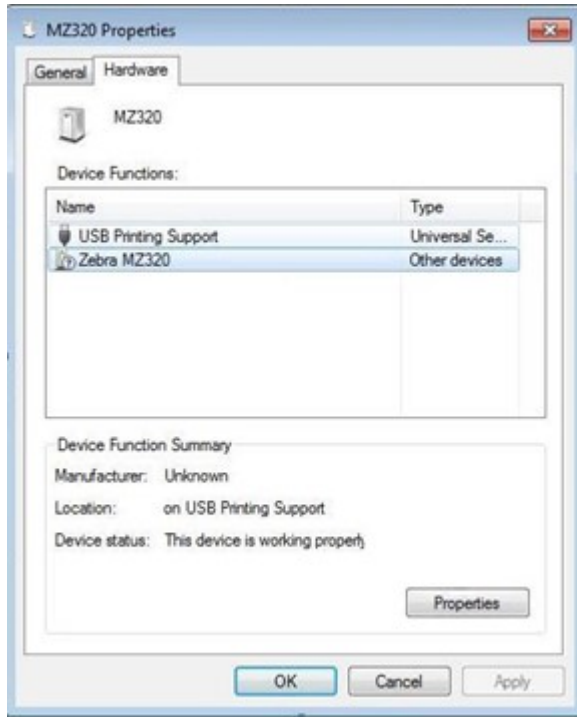 MZ320 Properties
General Hardware
MZ320
Device Functions:
Name Type
USB Printing Support Universal Se...
Zebra MZ320 Other devices
Device Function Summary
Manufacturer: Unknown
Location: on USB Printing Support
Device status: This device is working properly
Properties
OK Cancel Apply